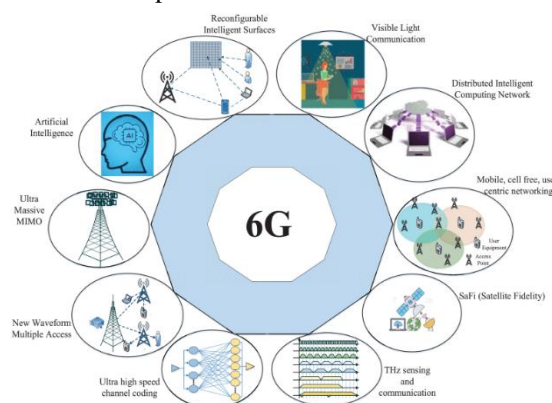 Reconfigurable Intelligent Surfaces
Visible Light
Communication
Distributed Intelligent
Computing Network
Mobile, cell free, use
centric networking
User
Equipment
Access
Point
SaFi (Satellite Fidelity)
THz sensing
and
communication
Ultra high speed
channel coding
New Waveform
Multiple Access
Ultra
Massive
MIMO
Artificial
Intelligence
AI
6G